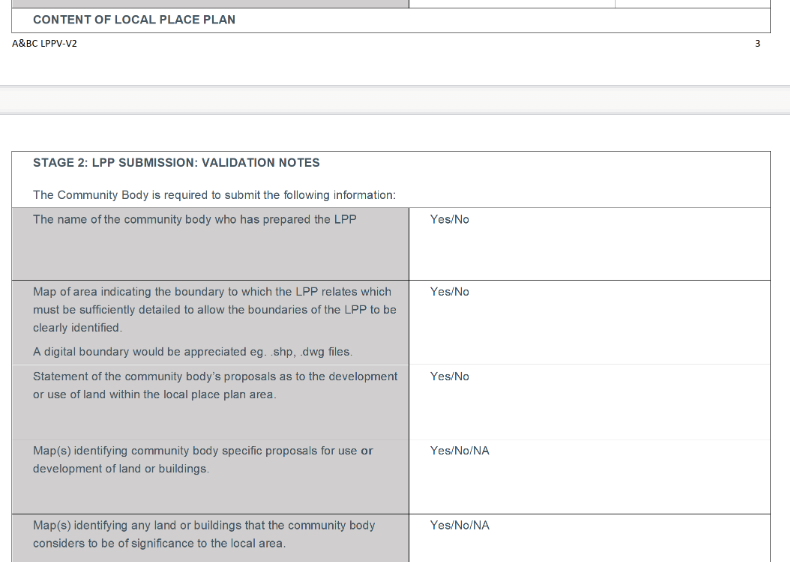 CONTENT OF LOCAL PLACE PLAN
A&BC LPPV-V2
3
STAGE 2: LPP SUBMISSION: VALIDATION NOTES
The Community Body is required to submit the following information:
The name of the community body who has prepared the LPP
Yes/No
Map of area indicating the boundary to which the LPP relates which
must be sufficiently detailed to allow the boundaries of the LPP to be
clearly identified.
A digital boundary would be appreciated eg. .shp, .dwg files.
Yes/No
Statement of the community body's proposals as to the development
or use of land within the local place plan area.
Yes/No
Map(s) identifying community body specific proposals for use or
development of land or buildings.
Yes/No/NA
Map(s) identifying any land or buildings that the community body
considers to be of significance to the local area.
Yes/No/NA